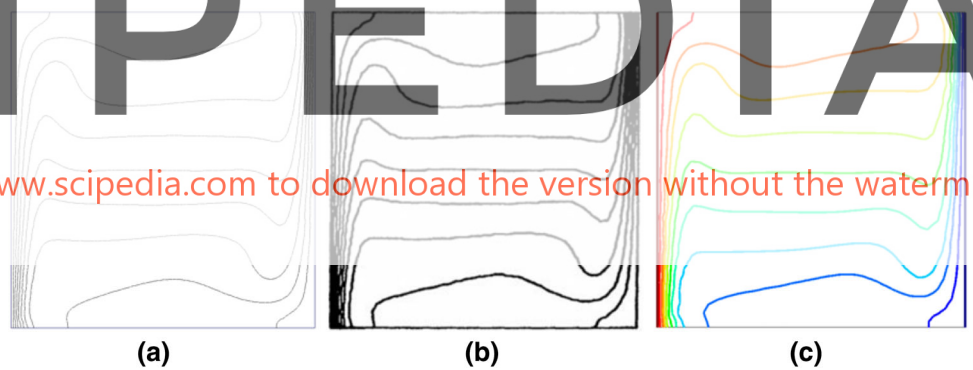 IPEDIA
www.scipedia.com to download the version without the waterm
(a) (b) (c)